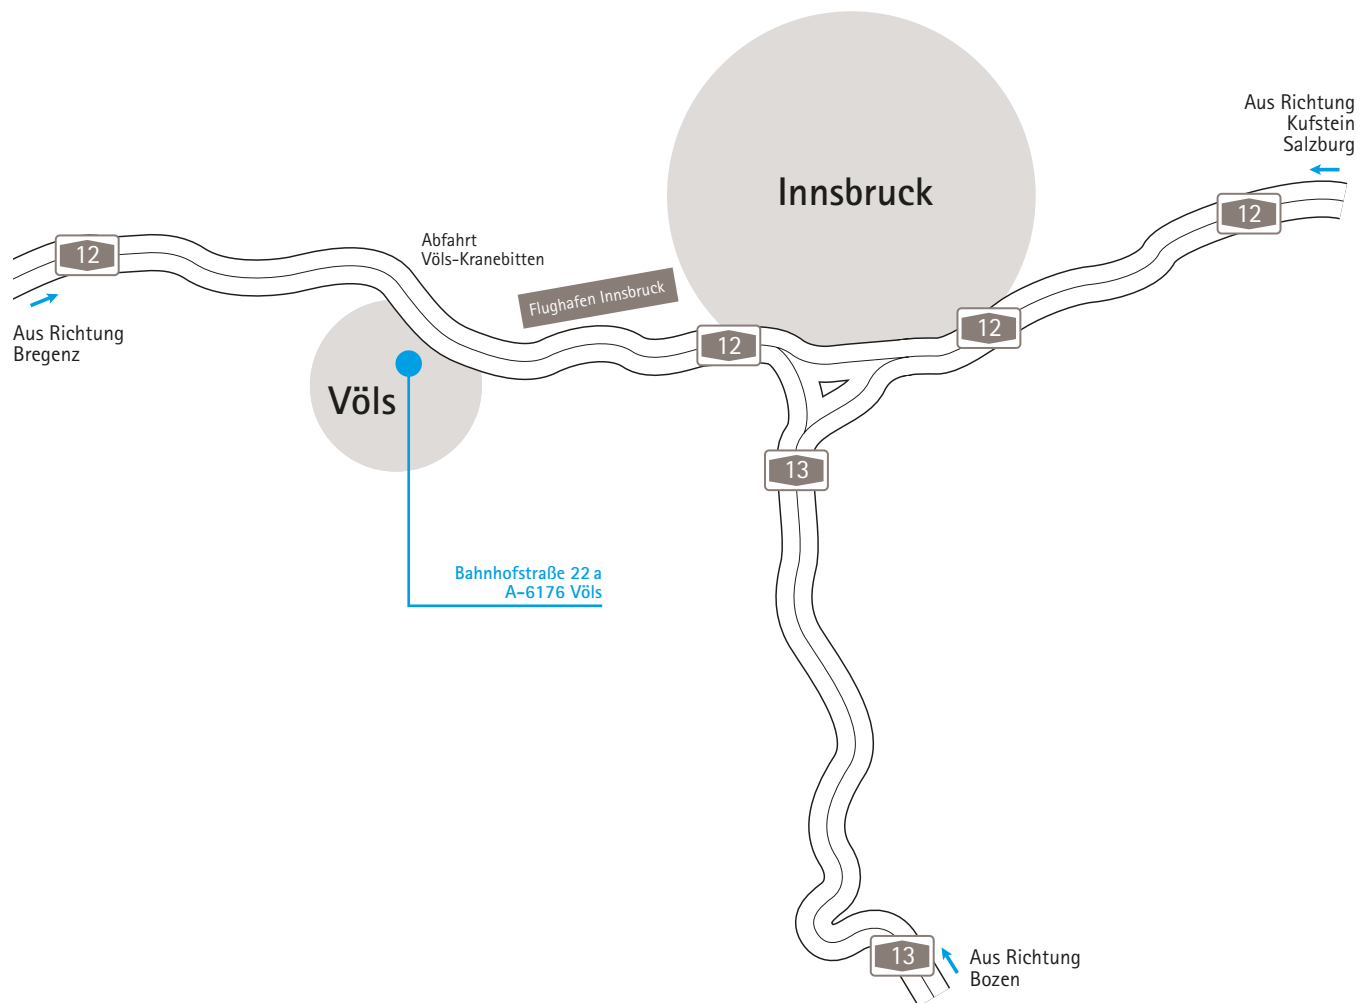 Aus Richtung
Kufstein
Salzburg
Innsbruck
12
12
Abfahrt
Völs-Kranebitten
Flughafen Innsbruck
Aus Richtung
Bregenz
12
12
Völs
13
Bahnhofstraße 22 a
A-6176 Völs
13
Aus Richtung
Bozen